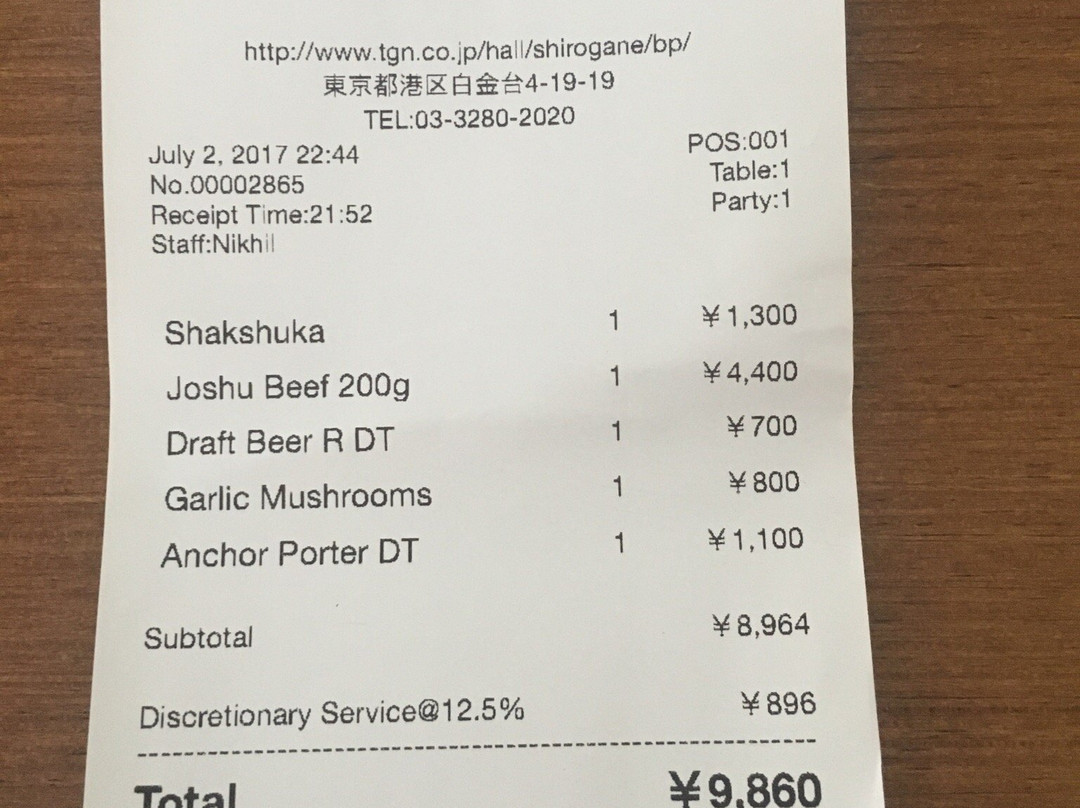 http://www.tgn.co.jp/hall/shirogane/bp/
東京都港区白金台4-19-19
TEL:03-3280-2020
July 2, 2017 22:44 POS:001
No.00002865 Table:1
Receipt Time:21:52 Party:1
Staff:Nikhil
Shakshuka 1 ¥1,300
Joshu Beef 200g 1 ¥4,400
Draft Beer R DT 1 ¥700
Garlic Mushrooms 1 ¥800
Anchor Porter DT 1 ¥1,100
Subtotal ¥8,964
Discretionary Service@12.5% ¥896
Total ¥9,860